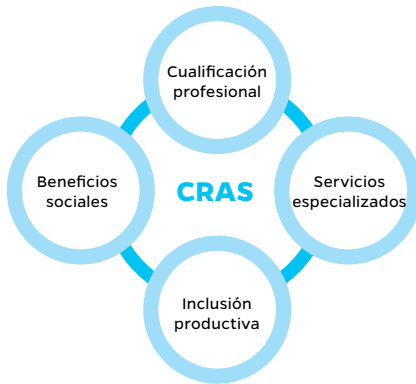 Cualificación
profesional
Beneficios
sociales
CRAS
Servicios
especializados
Inclusión
productiva